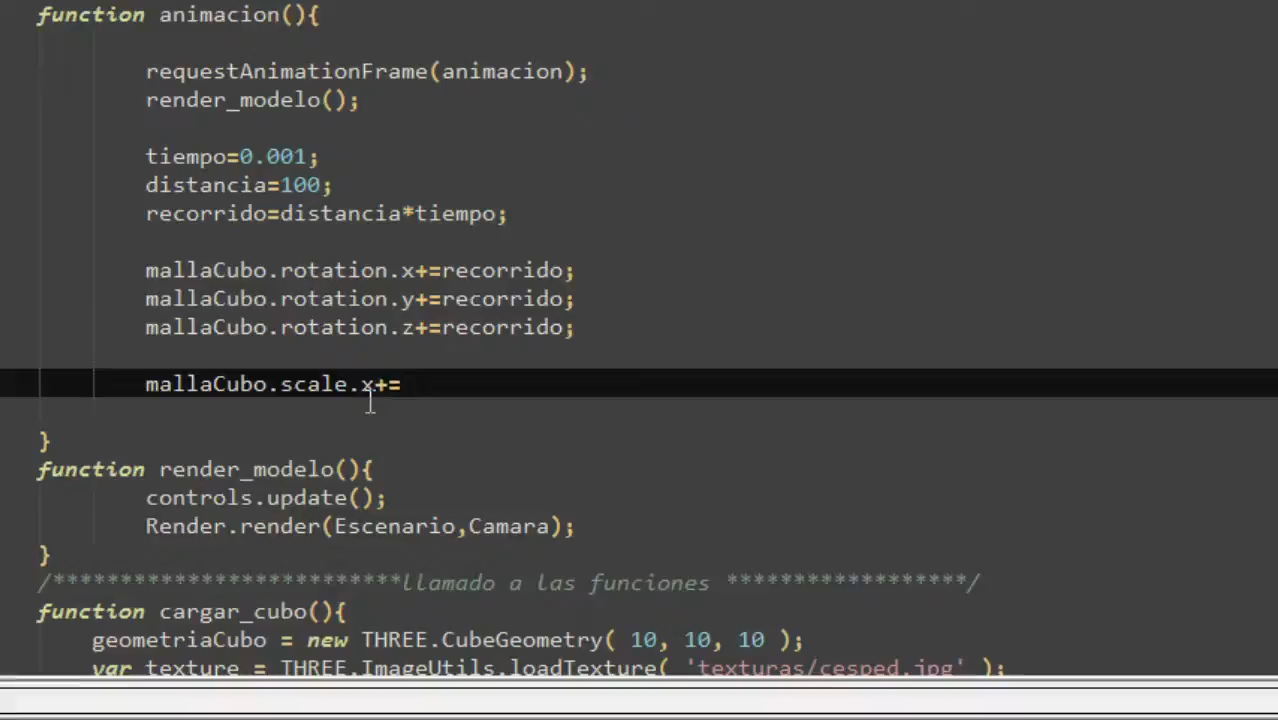 function animacion(){
requestAnimationFrame(animacion);
render_modelo();
tiempo=0.001;
distancia=100;
recorrido=distancia*tiempo;
mallaCubo.rotation.x+=recorrido;
mallaCubo.rotation.y+=recorrido;
mallaCubo.rotation.z+=recorrido;
mallaCubo.scale.x+=
}
function render_modelo(){
controls.update();
Render.render(Escenario,Camara);
}
/**************************llamado a las funciones ******************/
function cargar_cubo(){
geometriaCubo = new THREE.CubeGeometry( 10, 10, 10 );
var texture = THREE.ImageUtils.loadTexture( 'texturas/cesped.jpg' );